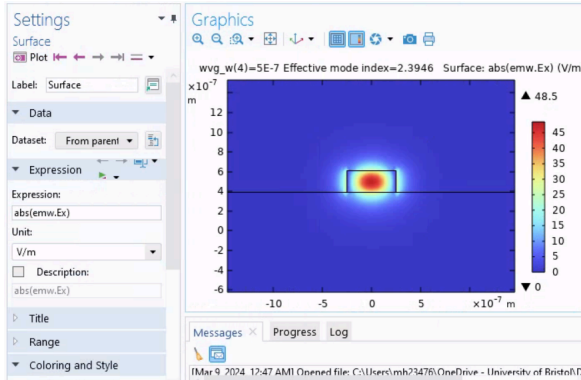 Settings
Surface
Plot
Label: Surface
Data
Dataset: From parent
Expression
Expression:
abs(emw.Ex)
Unit:
V/m
Description:
abs(emw.Ex)
Title
Range
Coloring and Style
Graphics
wvg_w(4)=5E-7 Effective mode index=2.3946 Surface: abs(emw.Ex) (V/m
×10⁻⁷
m
12
10
8
6
4
2
0
-2
-4
-6
-10 -5 0 5 ×10⁻⁷ m
▲ 48.5
45
40
35
30
25
20
15
10
5
0
▼ 0
Messages × Progress Log
[Mar 9, 2024, 12:47 AM] Opened file: C:\Users\mh23476\OneDrive - University of Bristol\D